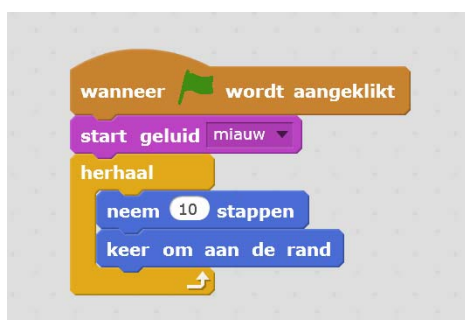 wanneer wordt aangeklikt
start geluid miauw
herhaal
neem 10 stappen
keer om aan de rand